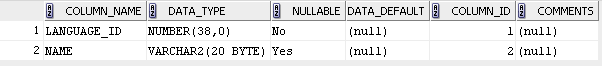 COLUMN_NAME DATA_TYPE NULLABLE DATA_DEFAULT COLUMN_ID COMMENTS
1 LANGUAGE_ID NUMBER(38,0) No (null) 1 (null)
2 NAME VARCHAR2(20 BYTE) Yes (null) 2 (null)